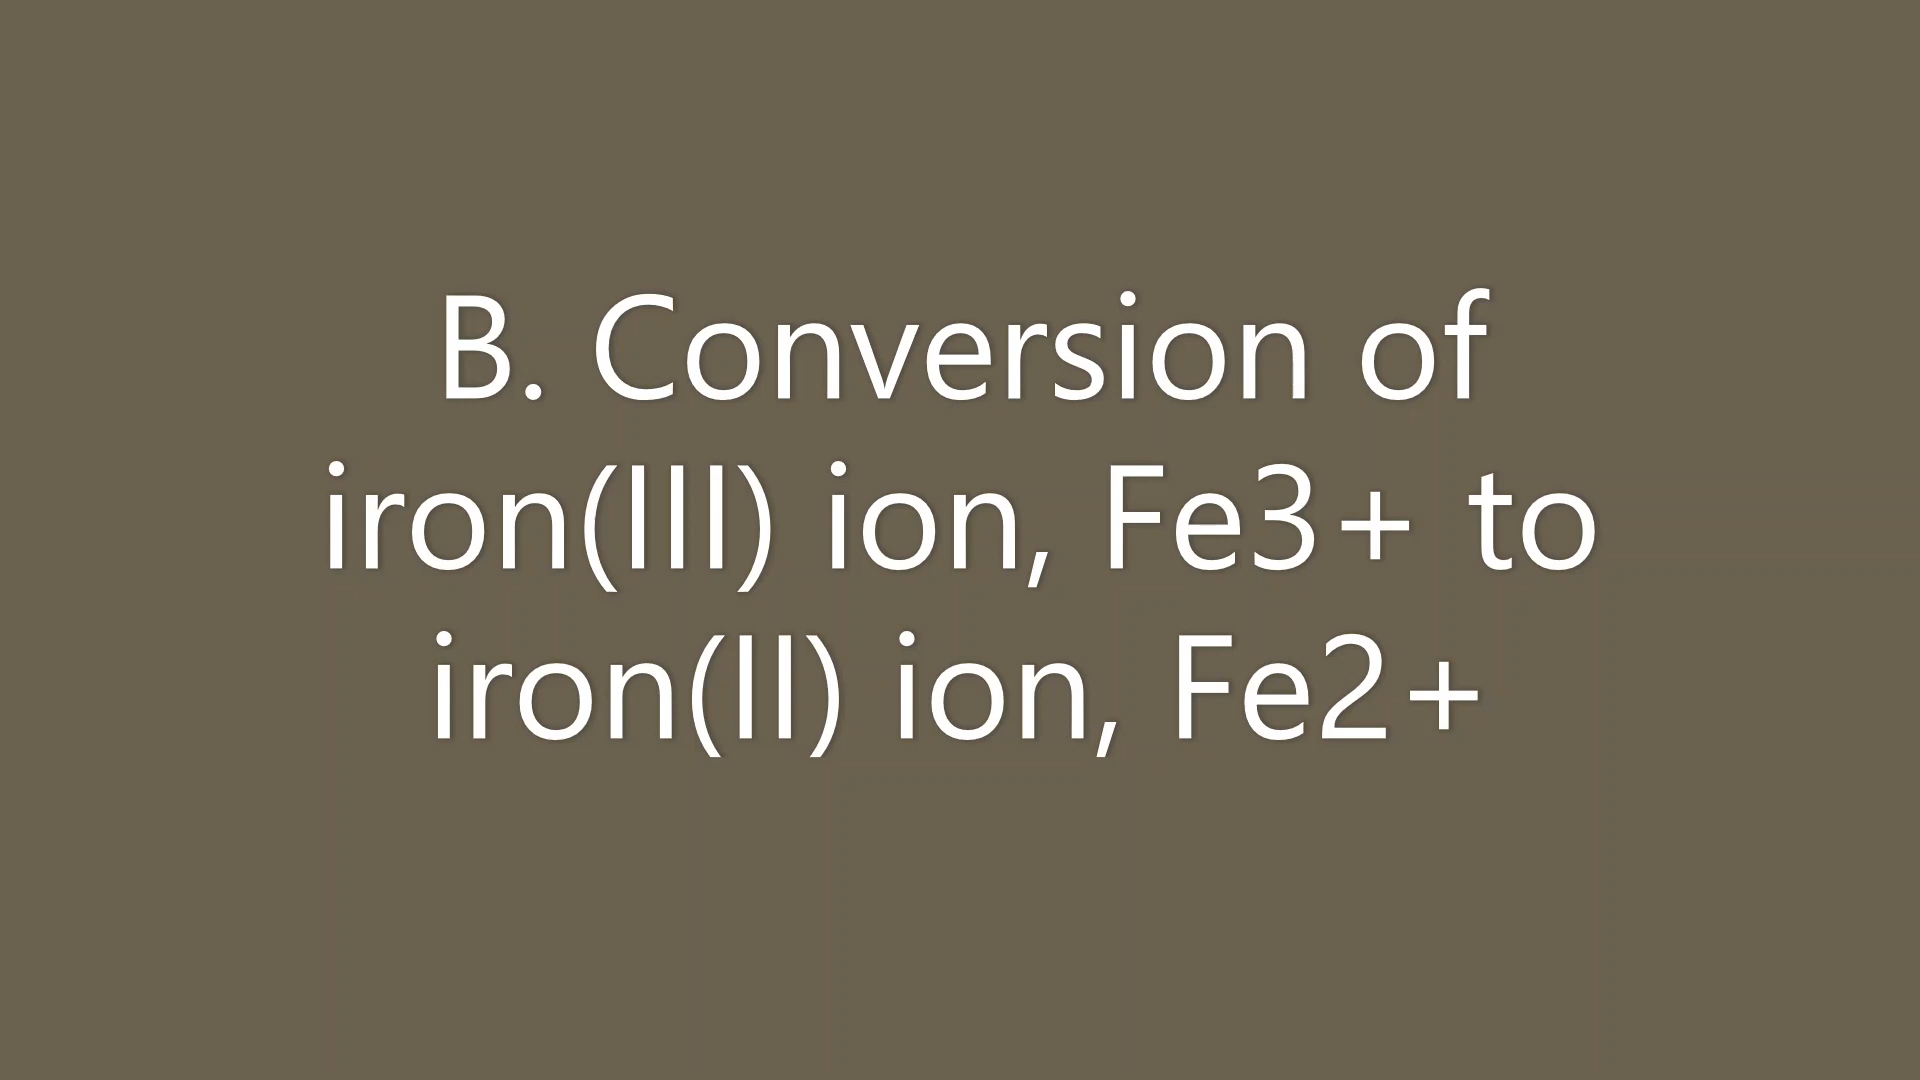 B. Conversion of
iron(III) ion, Fe3+ to
iron(II) ion, Fe2+